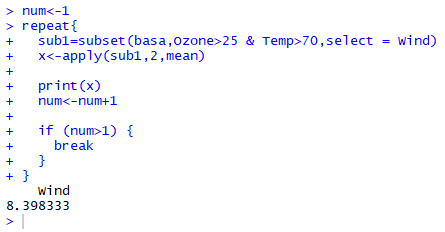 > num<-1
> repeat{
+   sub1=subset(basa,Ozone>25 & Temp>70,select = Wind)
+   x<-apply(sub1,2,mean)
+
+   print(x)
+   num<-num+1
+
+   if (num>1) {
+     break
+   }
+ }
    Wind
8.398333
>